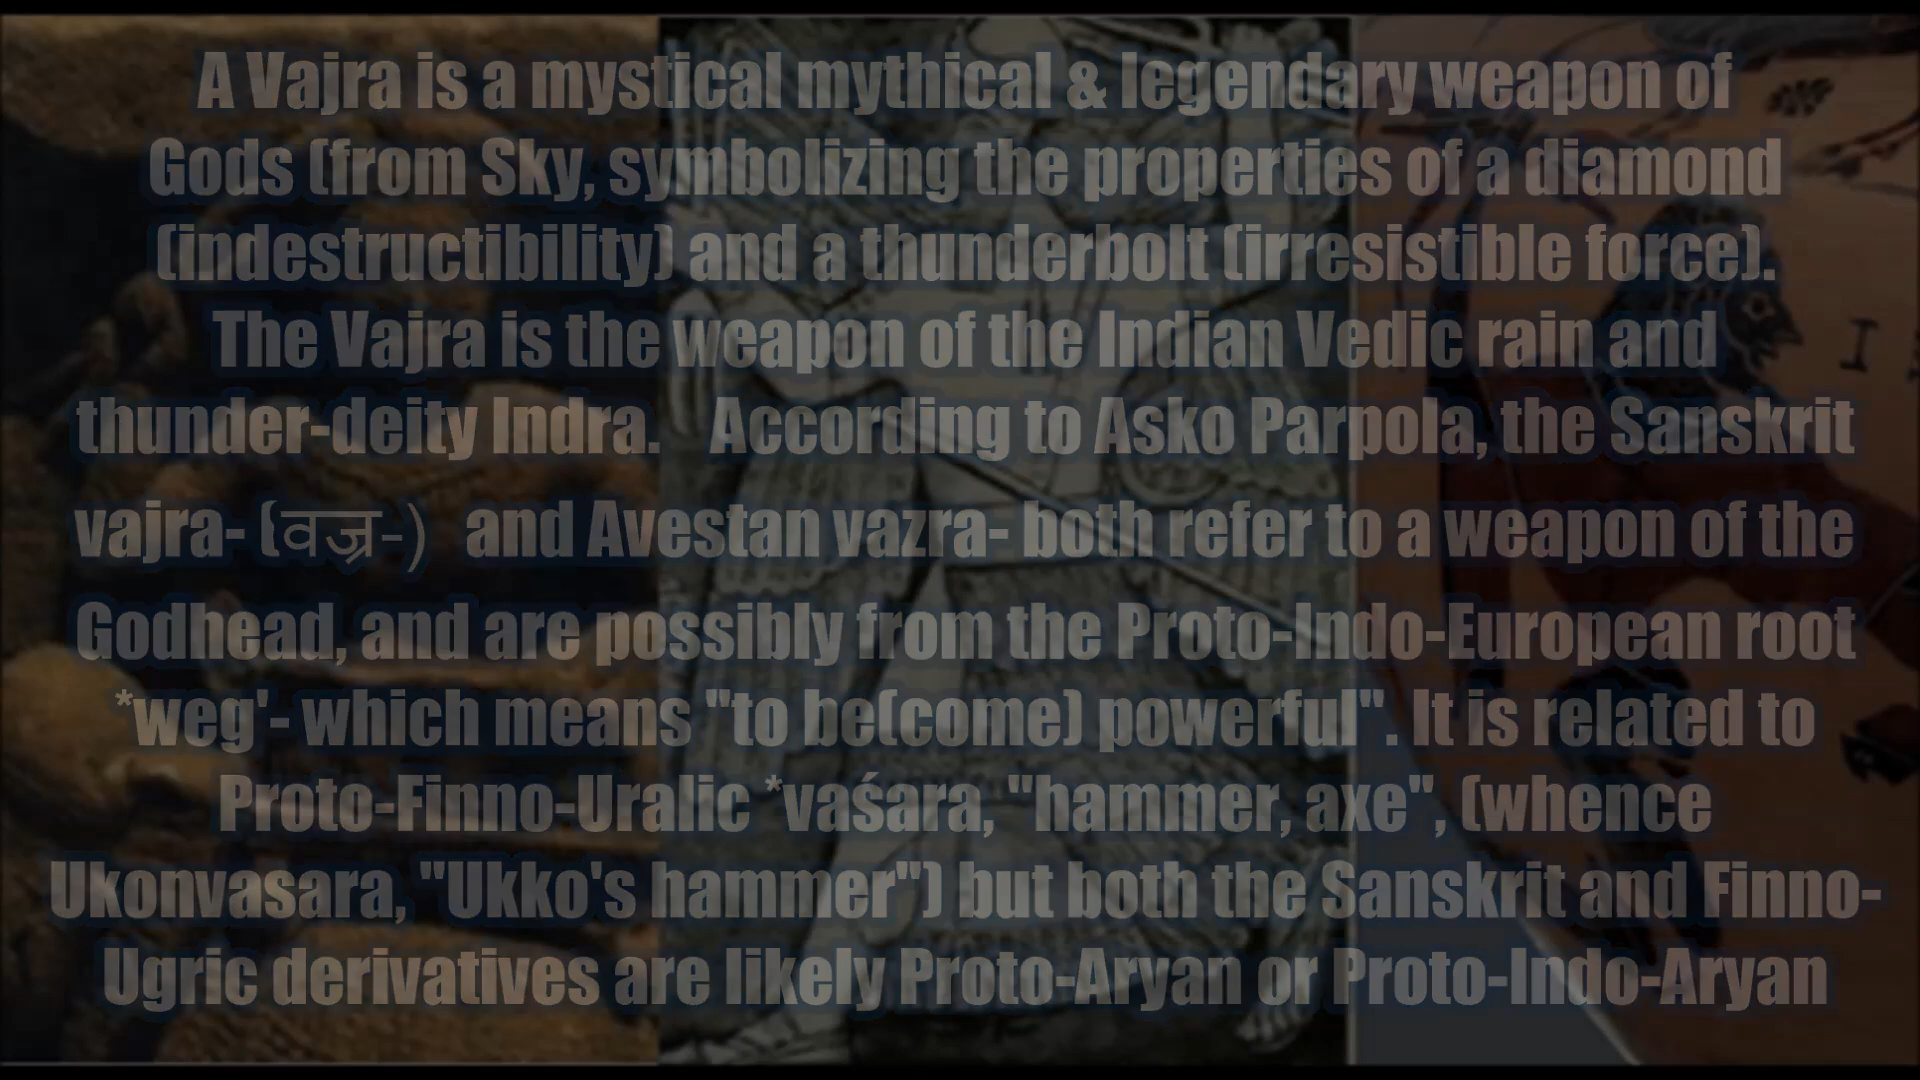 A Vajra is a mystical mythical & legendary weapon of
Gods (from Sky, symbolizing the properties of a diamond
(indestructibility) and a thunderbolt (irresistible force).
The Vajra is the weapon of the Indian Vedic rain and
thunder-deity Indra. According to Asko Parpola, the Sanskrit
vajra- (वज्र-) and Avestan vazra- both refer to a weapon of the
Godhead, and are possibly from the Proto-Indo-European root
*weg'- which means "to be(come) powerful". It is related to
Proto-Finno-Uralic *vaśara, "hammer, axe", (whence
Ukonvasara, "Ukko's hammer") but both the Sanskrit and Finno-
Ugric derivatives are likely Proto-Aryan or Proto-Indo-Aryan